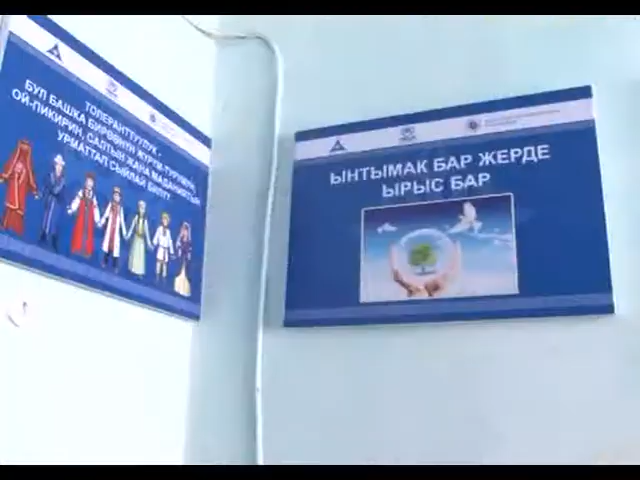 ТОЛЕРАНТТУУЛУК -
БУЛ БАШКА БИРӨӨНҮН ЖҮРҮМ-ТУРУМУН,
ОЙ-ПИКИРИН, САЛТЫН ЖАНА МАДАНИЯТЫН
УРМАТТАП СЫЙЛАЙ БИЛҮҮ
ЫНТЫМАК БАР ЖЕРДЕ
ЫРЫС БАР